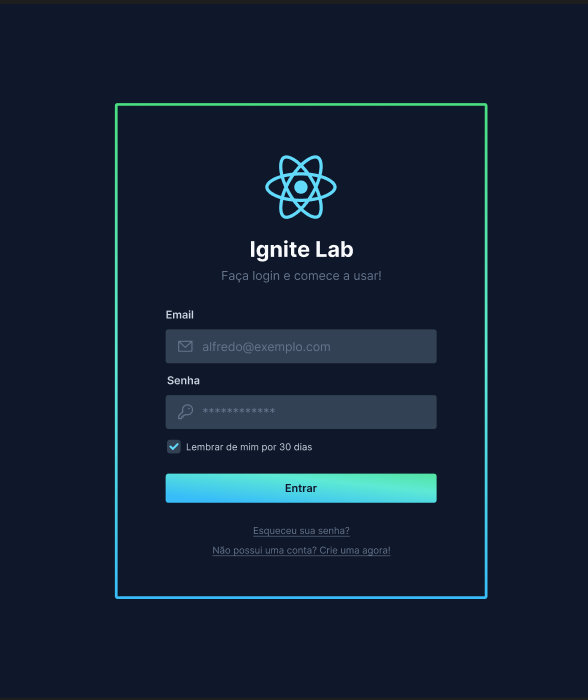 Ignite Lab
Faça login e comece a usar!
Email
alfredo@exemplo.com
Senha
************
Lembrar de mim por 30 dias
Entrar
Esqueceu sua senha?
Não possui uma conta? Crie uma agora!